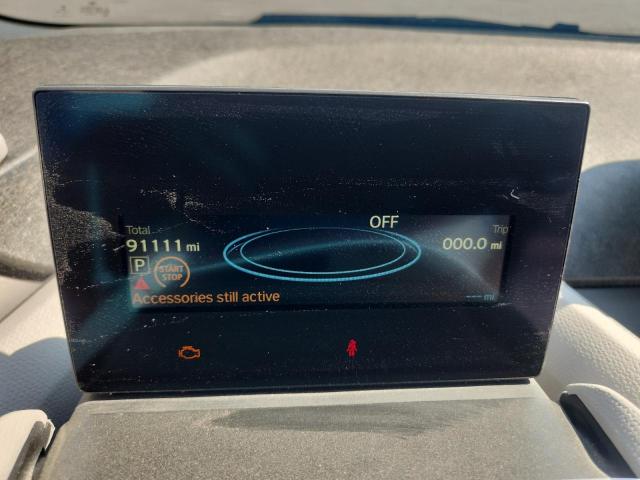 OFF
Total
Trip
91111 mi
000.0 mi
P
START
STOP
Accessories still active
--- mi